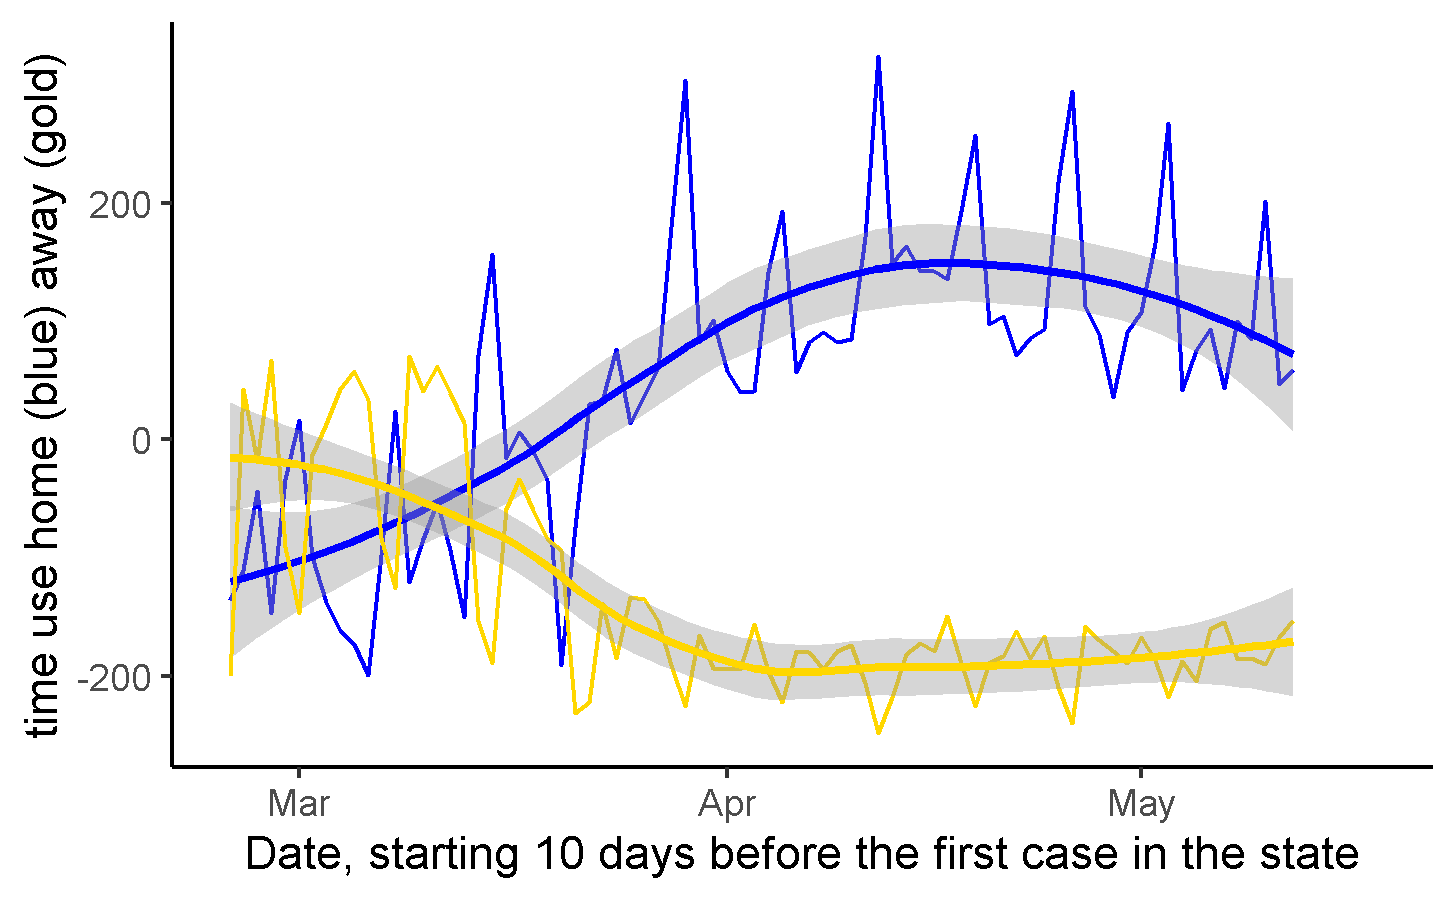 time use home (blue) away (gold)
200
0
-200
Mar Apr May
Date, starting 10 days before the first case in the state